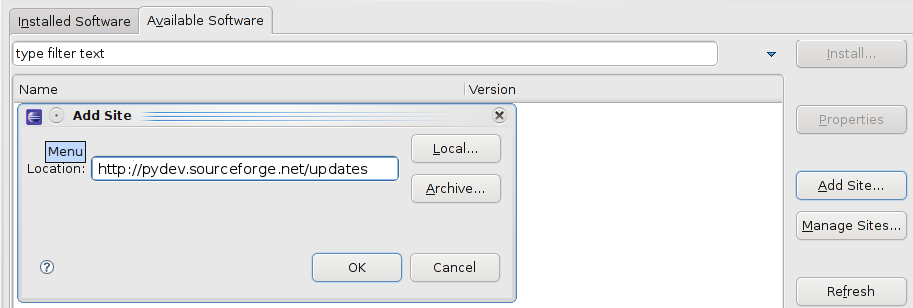 Installed Software Available Software
type filter text
Install...
Name Version
Add Site
Properties
Menu
Local...
Location: http://pydev.sourceforge.net/updates
Archive...
Add Site...
Manage Sites...
OK Cancel
Refresh